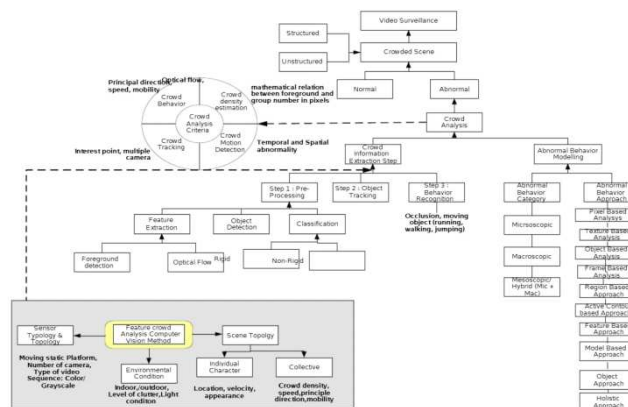 Video Surveillance
Structured
Unstructured
Crowded Scene
Normal
Abnormal
Crowd Analysis
Optical flow,
Principal direction,
speed, mobility
Crowd Behavior
Crowd density estimation
Crowd Analysis Criteria
Crowd Tracking
Crowd Motion Detection
mathematical relation
between foreground and
group number in pixels
Temporal and Spatial
abnormality
Interest point, multiple
camera
Crowd
Information
Extraction Step
Abnormal Behavior
Modelling
Step 1 : Pre-
Processing
Step 2 : Object
Tracking
Step 3 :
Behavior
Recognition
Occlusion, moving
object (running,
walking, jumping)
Feature
Extraction
Object
Detection
Classification
Foreground
detection
Optical Flow
Rigid
Non-Rigid
Abnormal
Behavior
Category
Microscopic
Macroscopic
Mesoscopic/
Hybrid (Mic +
Mac)
Abnormal
Behavior
Approach
Pixel Based
Analysis
Texture Based
Analysis
Object Based
Analysis
Frame Based
Analysis
Region Based
Approach
Active Contou
based Approach
Feature Based
Approach
Model Based
Approach
Object
Approach
Holistic
Approach
Sensor
Typology &
Topology
Feature crowd
Analysis Computer
Vision Method
Scene Topolgy
Moving static Platform,
Number of camera,
Type of video
Sequence: Color/
Grayscale
Environmental
Condition
Indoor,/outdoor,
Level of clutter,Light
conditon
Individual
Character
Location, velocity,
appearance
Collective
Crowd density,
speed,principle
direction,mobility